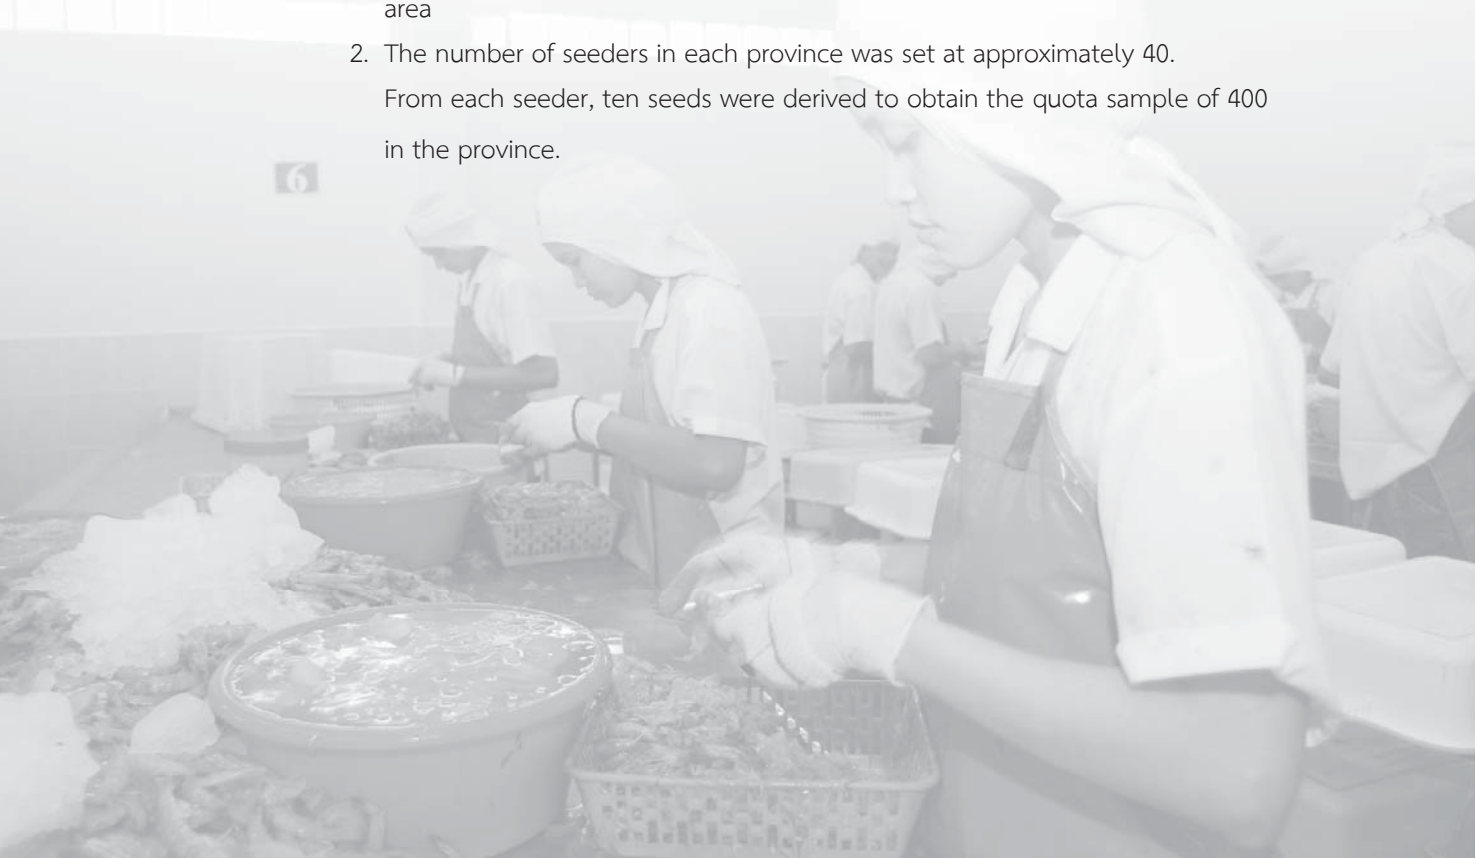 area
2. The number of seeders in each province was set at approximately 40.
From each seeder, ten seeds were derived to obtain the quota sample of 400
in the province.
6